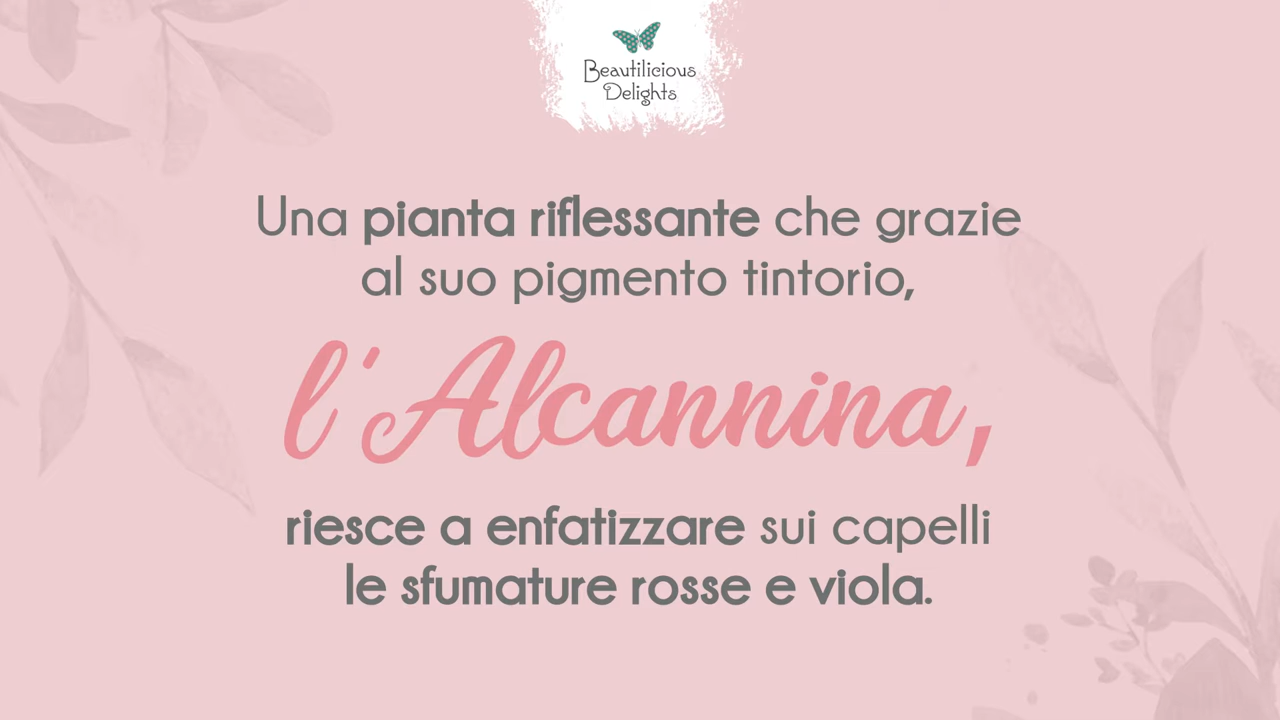 Beautilicious
Delights
Una pianta riflessante che grazie
al suo pigmento tintorio,
l'Alcannina,
riesce a enfatizzare sui capelli
le sfumature rosse e viola.